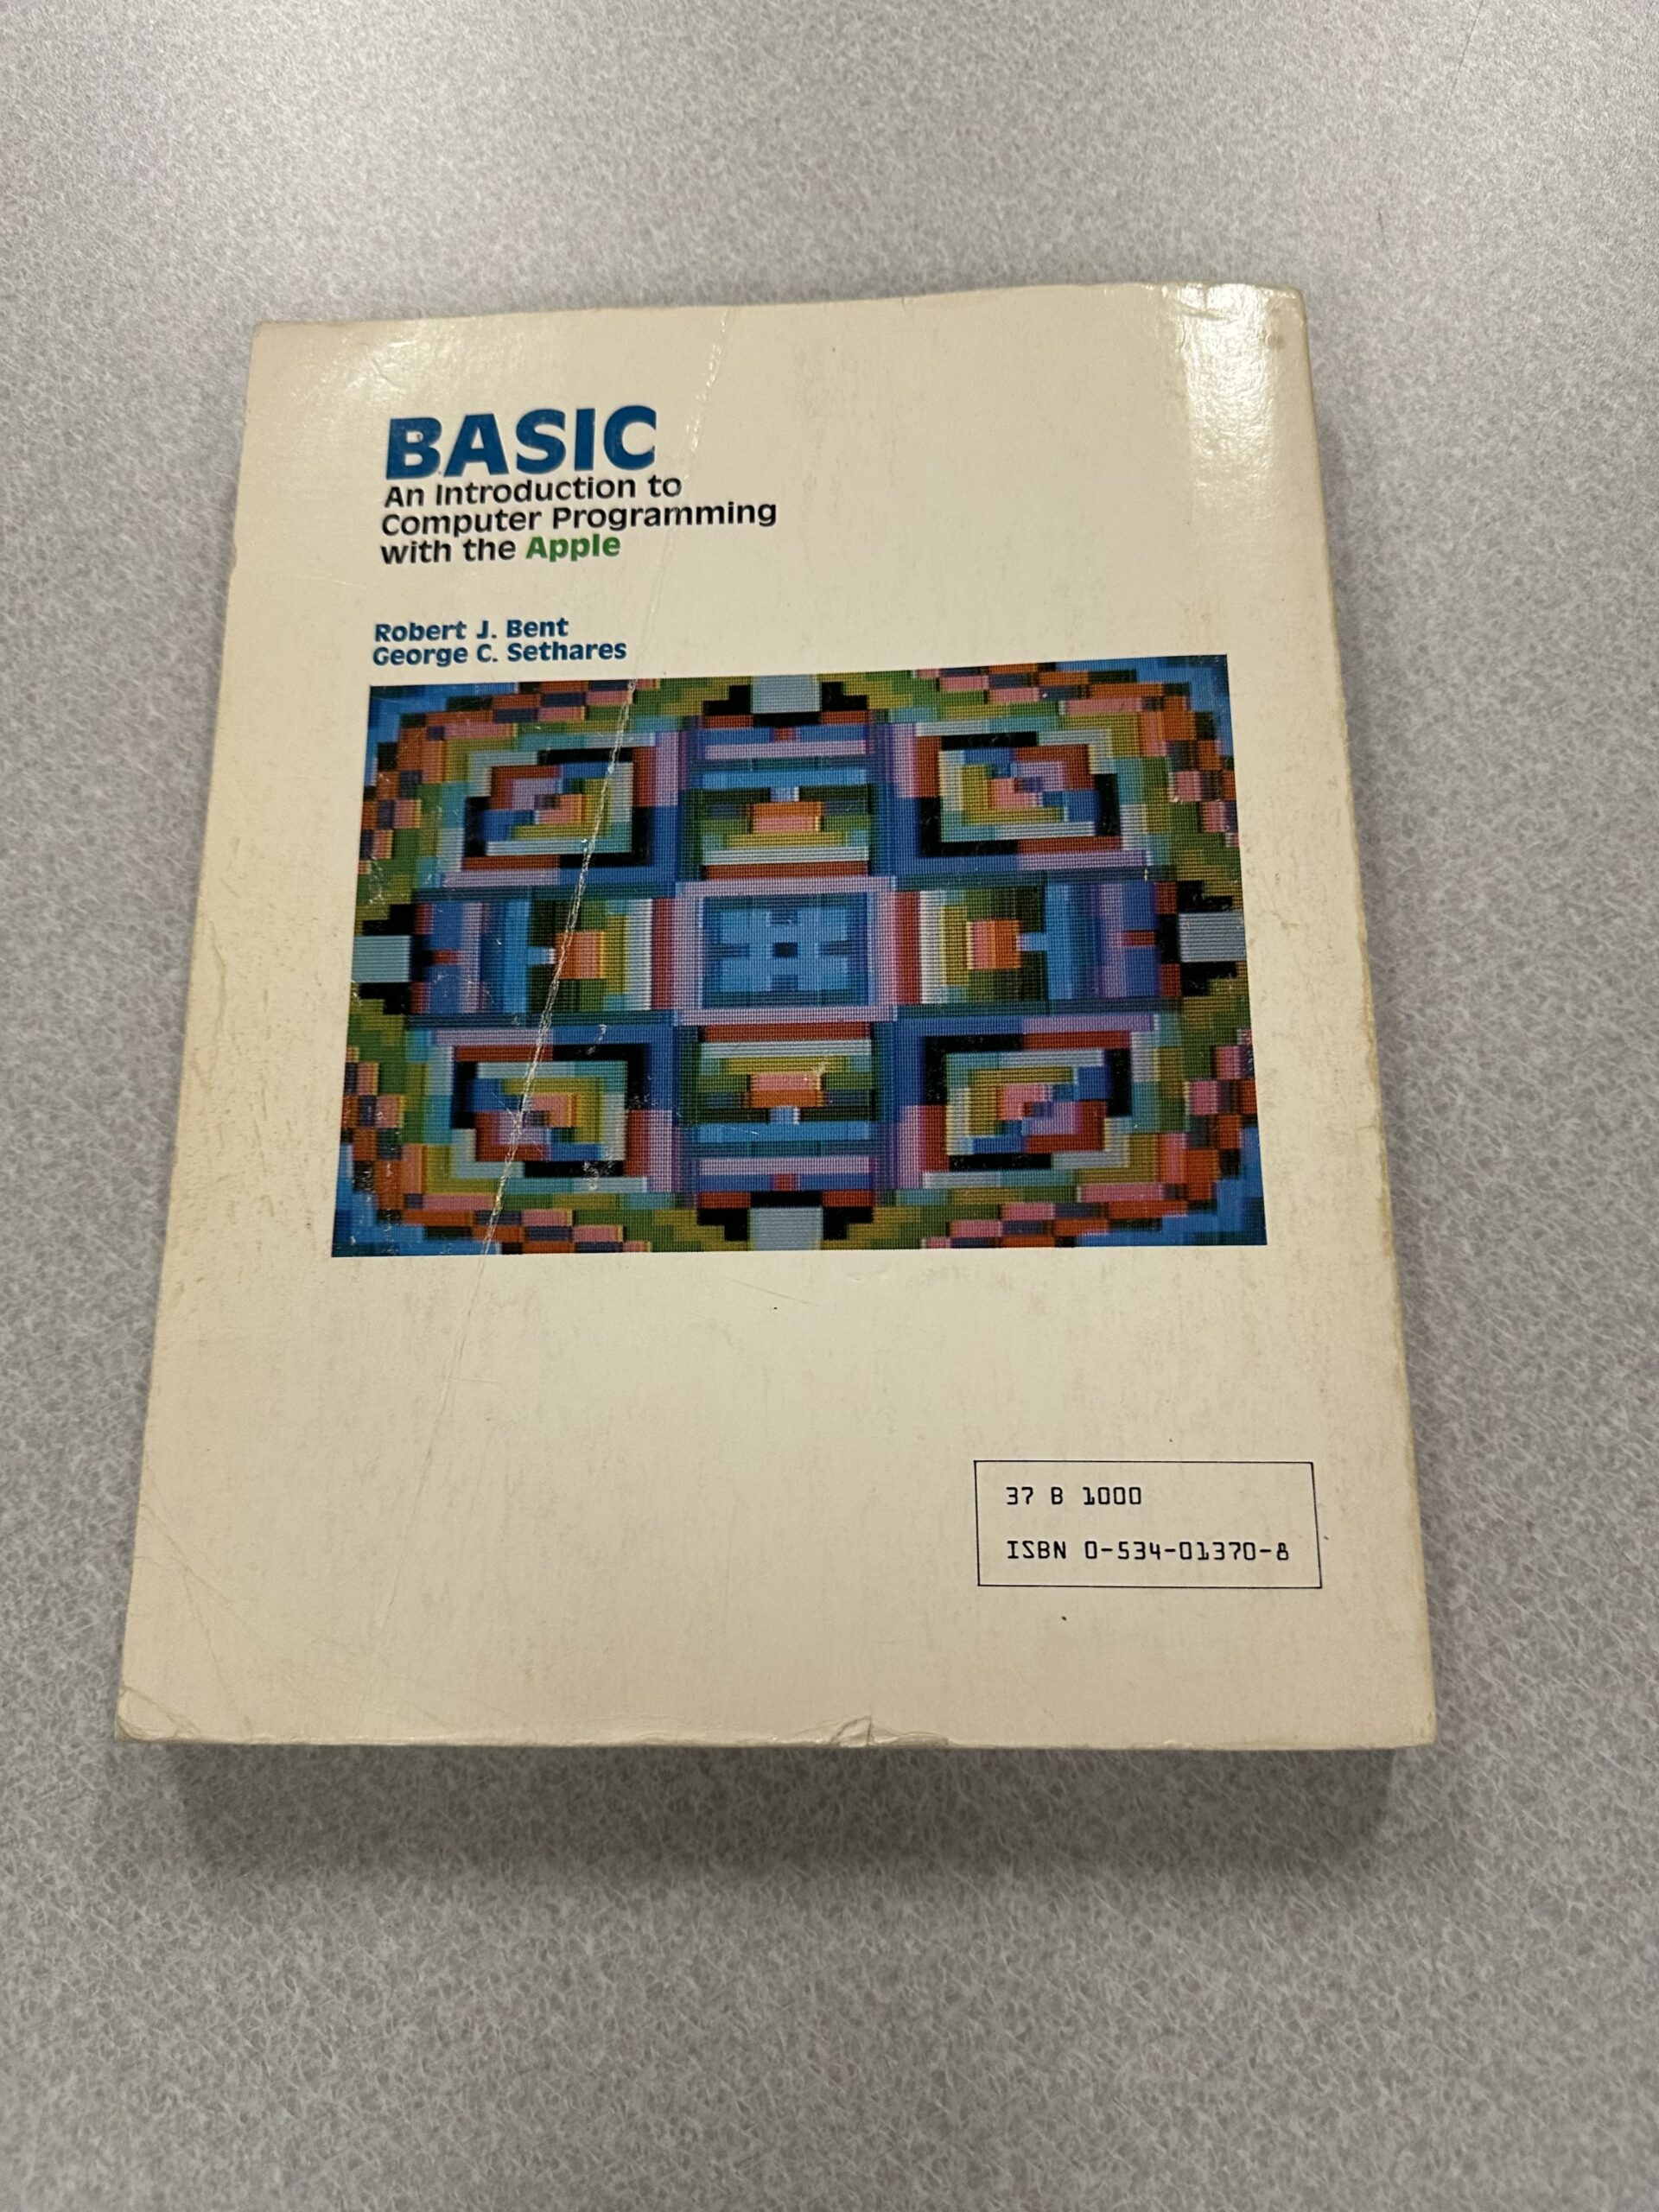 BASIC
An Introduction to
Computer Programming
with the Apple
Robert J. Bent
George C. Sethares
37 B 1000
ISBN 0-534-01370-8